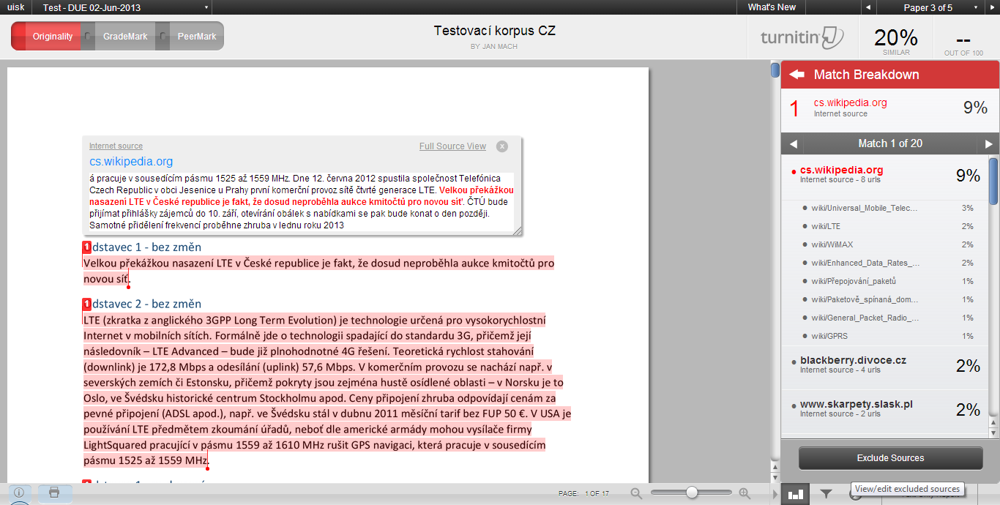 uisk Test - DUE 02-Jun-2013 What's New Paper 3 of 5
Originality GradeMark PeerMark
Testovací korpus CZ
BY JAN MACH
turnitin
20%
SIMILAR
--
OUT OF 100
Internet source Full Source View x
cs.wikipedia.org
á pracuje v sousedícím pásmu 1525 až 1559 MHz. Dne 12. června 2012 spustila společnost Telefónica
Czech Republic v obci Jesenice u Prahy první komerční provoz sítě čtvrté generace LTE. Velkou překážkou
nasazení LTE v České republice je fakt, že dosud neproběhla aukce kmitočtů pro novou síť. ČTÚ bude
přijímat přihlášky zájemců do 10. září, otevírání obálek s nabídkami se pak bude konat o den později.
Samotné přidělení frekvencí proběhne zhruba v lednu roku 2013
1 dstavec 1 - bez změn
Velkou překážkou nasazení LTE v České republice je fakt, že dosud neproběhla aukce kmitočtů pro
novou síť.
1 dstavec 2 - bez změn
LTE (zkratka z anglického 3GPP Long Term Evolution) je technologie určená pro vysokorychlostní
Internet v mobilních sítích. Formálně jde o technologii spadající do standardu 3G, přičemž její
následovník – LTE Advanced – bude již plnohodnotné 4G řešení. Teoretická rychlost stahování
(downlink) je 172,8 Mbps a odesílání (uplink) 57,6 Mbps. V komerčním provozu se nachází např. v
severských zemích či Estonsku, přičemž pokryty jsou zejména hustě osídlené oblasti – v Norsku je to
Oslo, ve Švédsku historické centrum Stockholmu apod. Ceny připojení zhruba odpovídají cenám za
pevné připojení (ADSL apod.), např. ve Švédsku stál v dubnu 2011 měsíční tarif bez FUP 50 €. V USA je
používání LTE předmětem zkoumání úřadů, neboť dle americké armády mohou vysílače firmy
LightSquared pracující v pásmu 1559 až 1610 MHz rušit GPS navigaci, která pracuje v sousedícím
pásmu 1525 až 1559 MHz.
Match Breakdown
1 cs.wikipedia.org 9%
Internet source
Match 1 of 20
cs.wikipedia.org 9%
Internet source - 8 urls
wiki/Universal_Mobile_Telec... 3%
wiki/LTE 2%
wiki/WiMAX 2%
wiki/Enhanced_Data_Rates_... 2%
wiki/Přepojování_paketů 1%
wiki/Paketově_spínaná_dom... 1%
wiki/General_Packet_Radio_... 1%
wiki/GPRS 1%
blackberry.divoce.cz 2%
Internet source - 4 urls
www.skarpety.slask.pl 2%
Internet source - 2 urls
Exclude Sources
View/edit excluded sources
PAGE: 1 OF 17